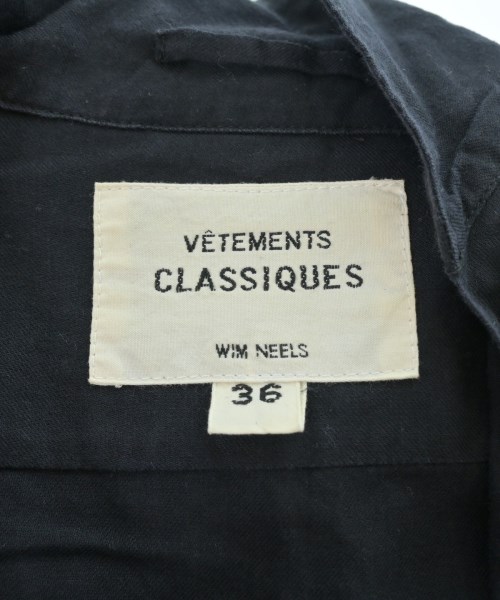 VÊTEMENTS
CLASSIQUES
WIM NEELS
36